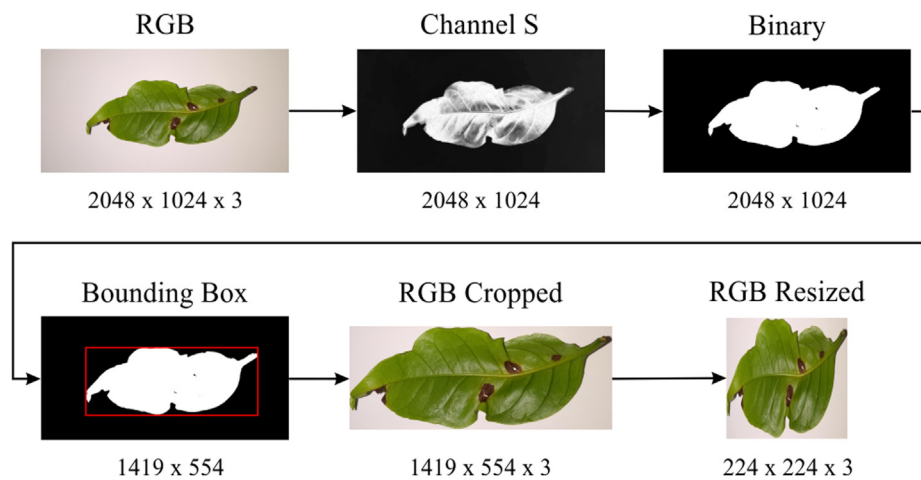 RGB
Channel S
Binary
2048 x 1024 x 3
2048 x 1024
2048 x 1024
Bounding Box
RGB Cropped
RGB Resized
1419 x 554
1419 x 554 x 3
224 x 224 x 3